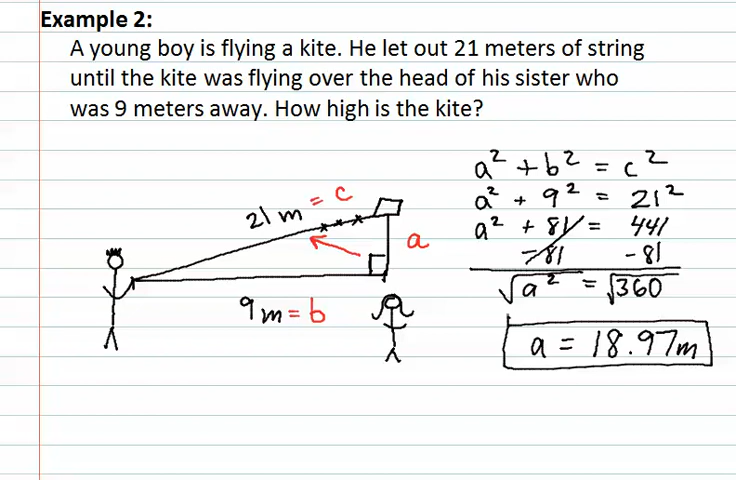 Example 2:
A young boy is flying a kite. He let out 21 meters of string
until the kite was flying over the head of his sister who
was 9 meters away. How high is the kite?
21 m = c
a
9 m = b
a² + b² = c²
a² + 9² = 21²
a² + 81 = 441
-81 -81
√a² = √360
a = 18.97m